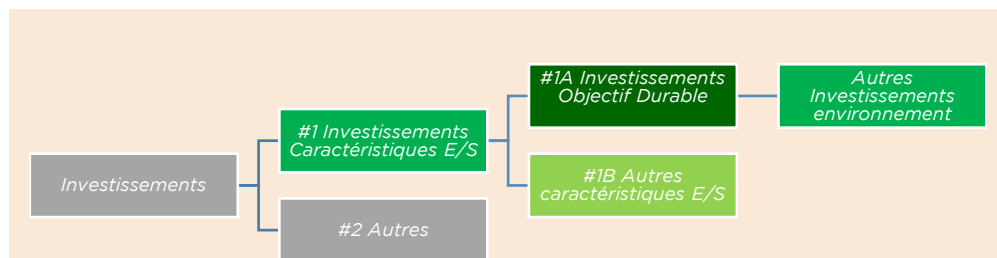 #1A Investissements
Objectif Durable
Autres
Investissements
environnement
#1 Investissements
Caractéristiques E/S
Investissements
#1B Autres
caractéristiques E/S
#2 Autres